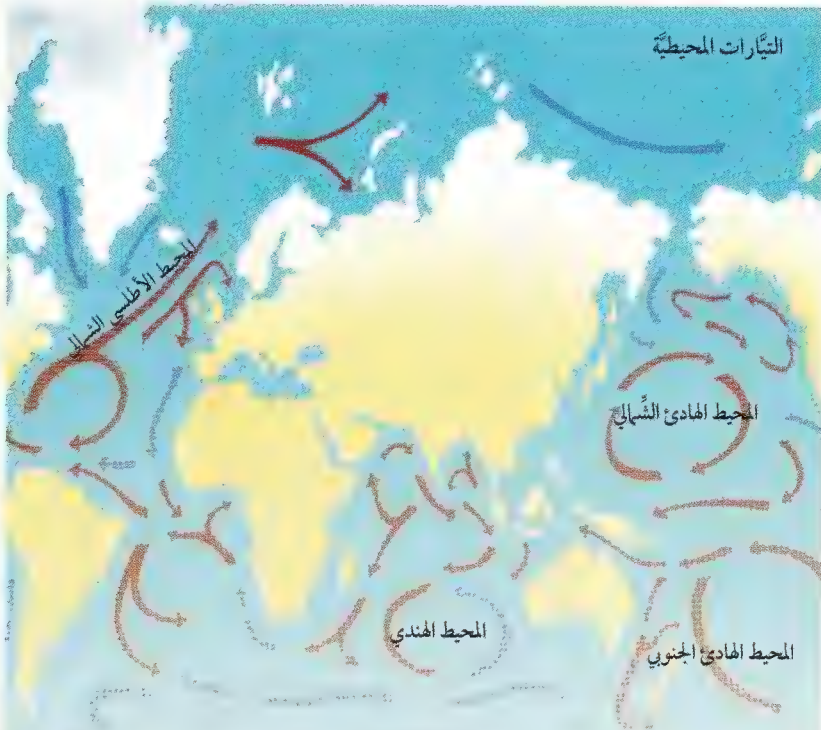 التيَّارات المحيطيَّة
المحيط الأطلسي الشمالي
المحيط الهادئ الشِّمالي
المحيط الهندي
المحيط الهادئ الجنوبي